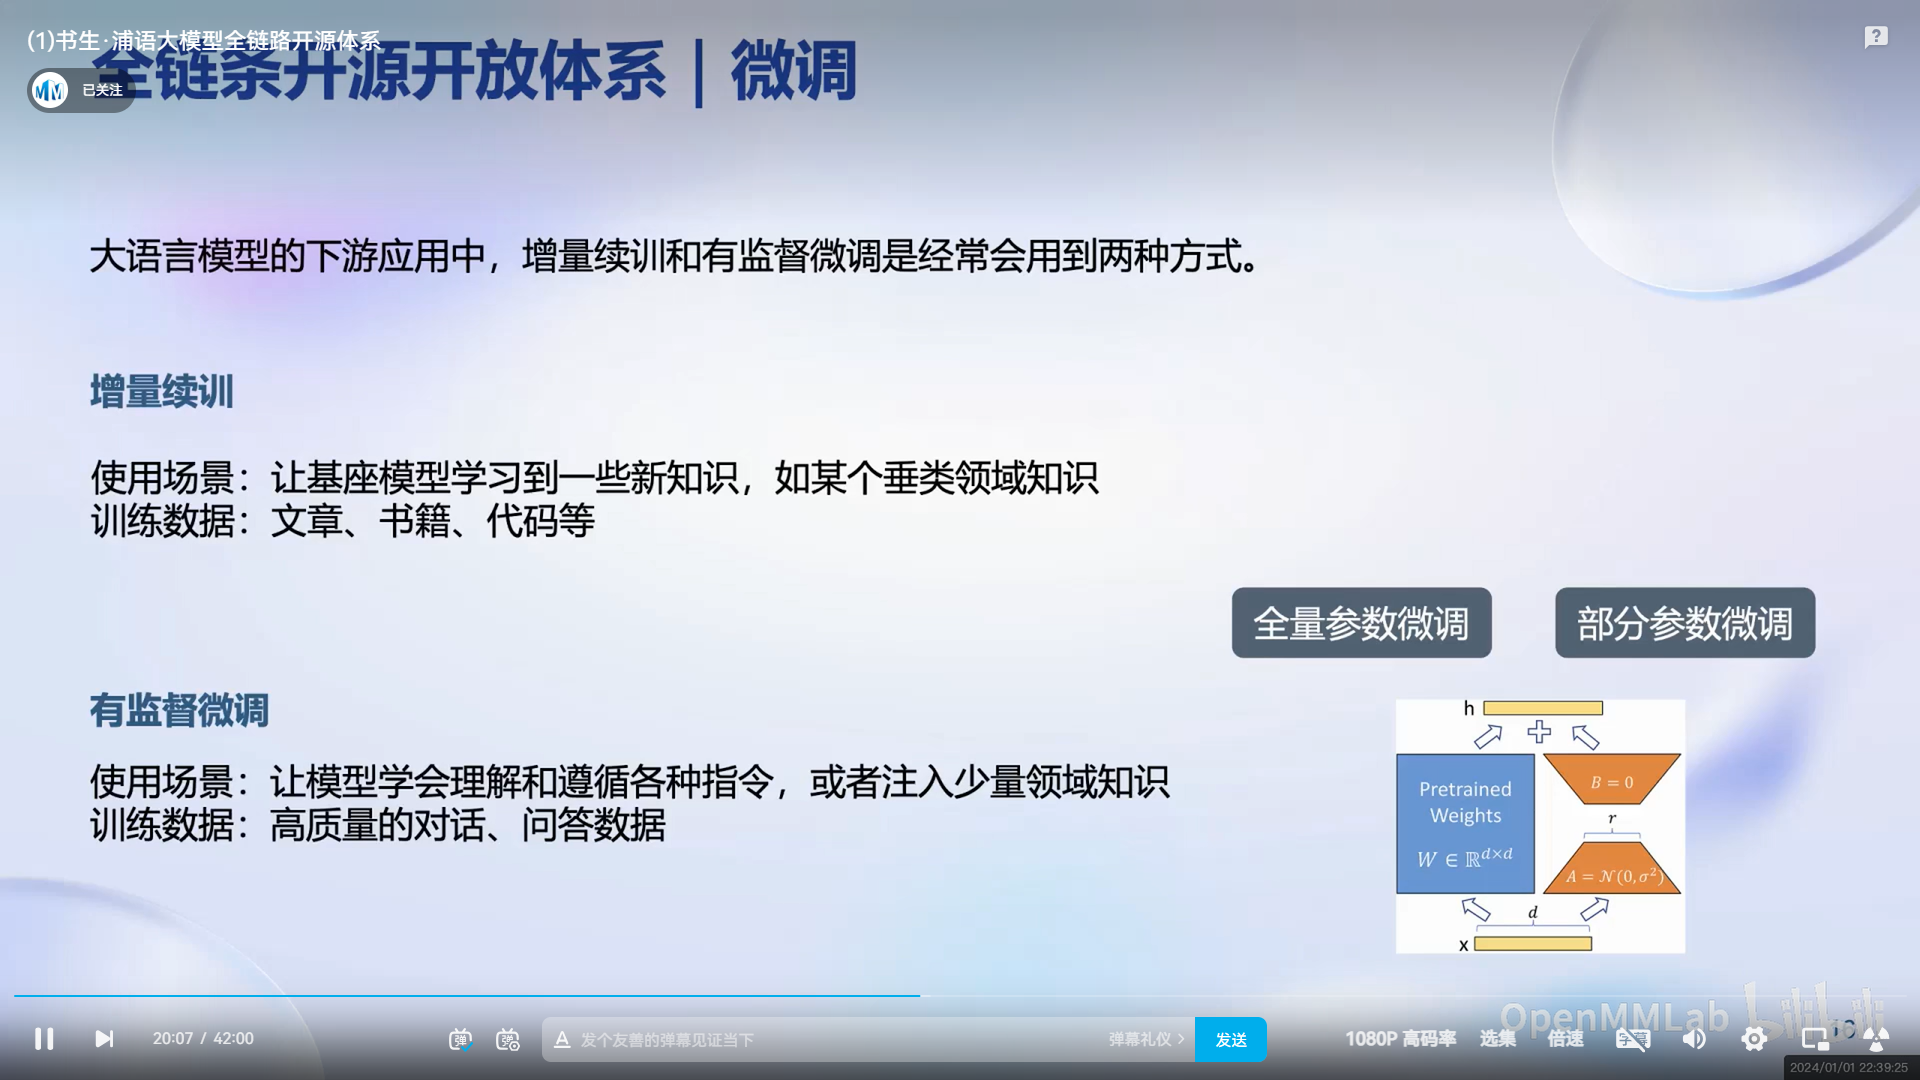 (1)书生·浦语大模型全链路开源体系
全链条开源开放体系｜微调
已关注
大语言模型的下游应用中，增量续训和有监督微调是经常会用到两种方式。
增量续训
使用场景：让基座模型学习到一些新知识，如某个垂类领域知识
训练数据：文章、书籍、代码等
全量参数微调
部分参数微调
有监督微调
使用场景：让模型学会理解和遵循各种指令，或者注入少量领域知识
训练数据：高质量的对话、问答数据
h
Pretrained
Weights
W ∈ ℝ^{d×d}
B = 0
r
A = 𝒩(0, σ²)
d
x
OpenMMLab bilibili
20:07 / 42:00
弹
弹
A 发个友善的弹幕见证当下
弹幕礼仪 >
发送
1080P 高码率
选集
倍速
字幕
2024/01/01 22:39:25